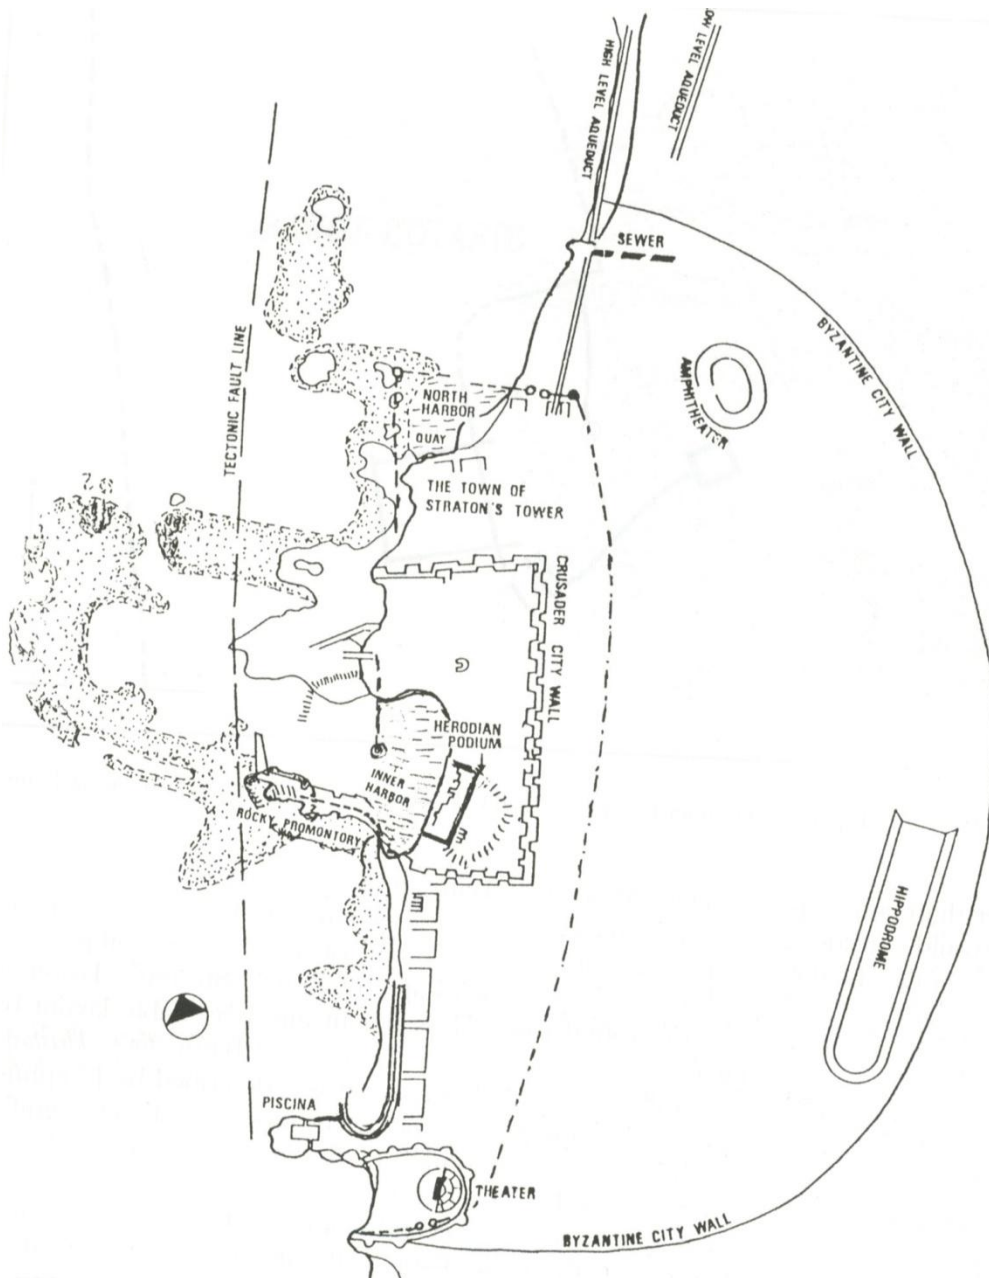 LOW LEVEL AQUEDUCT
HIGH LEVEL AQUEDUCT
SEWER
BYZANTINE CITY WALL
AMPHITHEATER
TECTONIC FAULT LINE
NORTH
HARBOR
QUAY
THE TOWN OF
STRATON'S TOWER
CRUSADER CITY WALL
HERODIAN
PODIUM
INNER
HARBOR
ROCKY PROMONTORY
HIPPODROME
PISCINA
THEATER
BYZANTINE CITY WALL